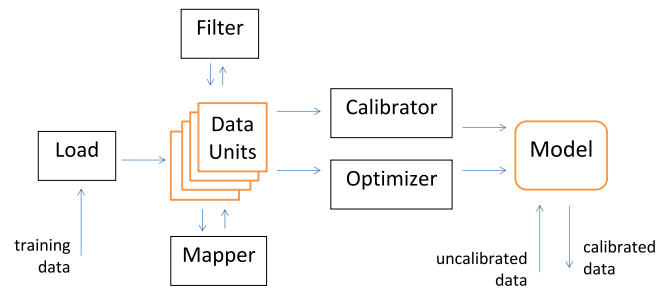 Filter
Data
Units
Calibrator
Load
Model
Optimizer
training
data
Mapper
uncalibrated
data
calibrated
data